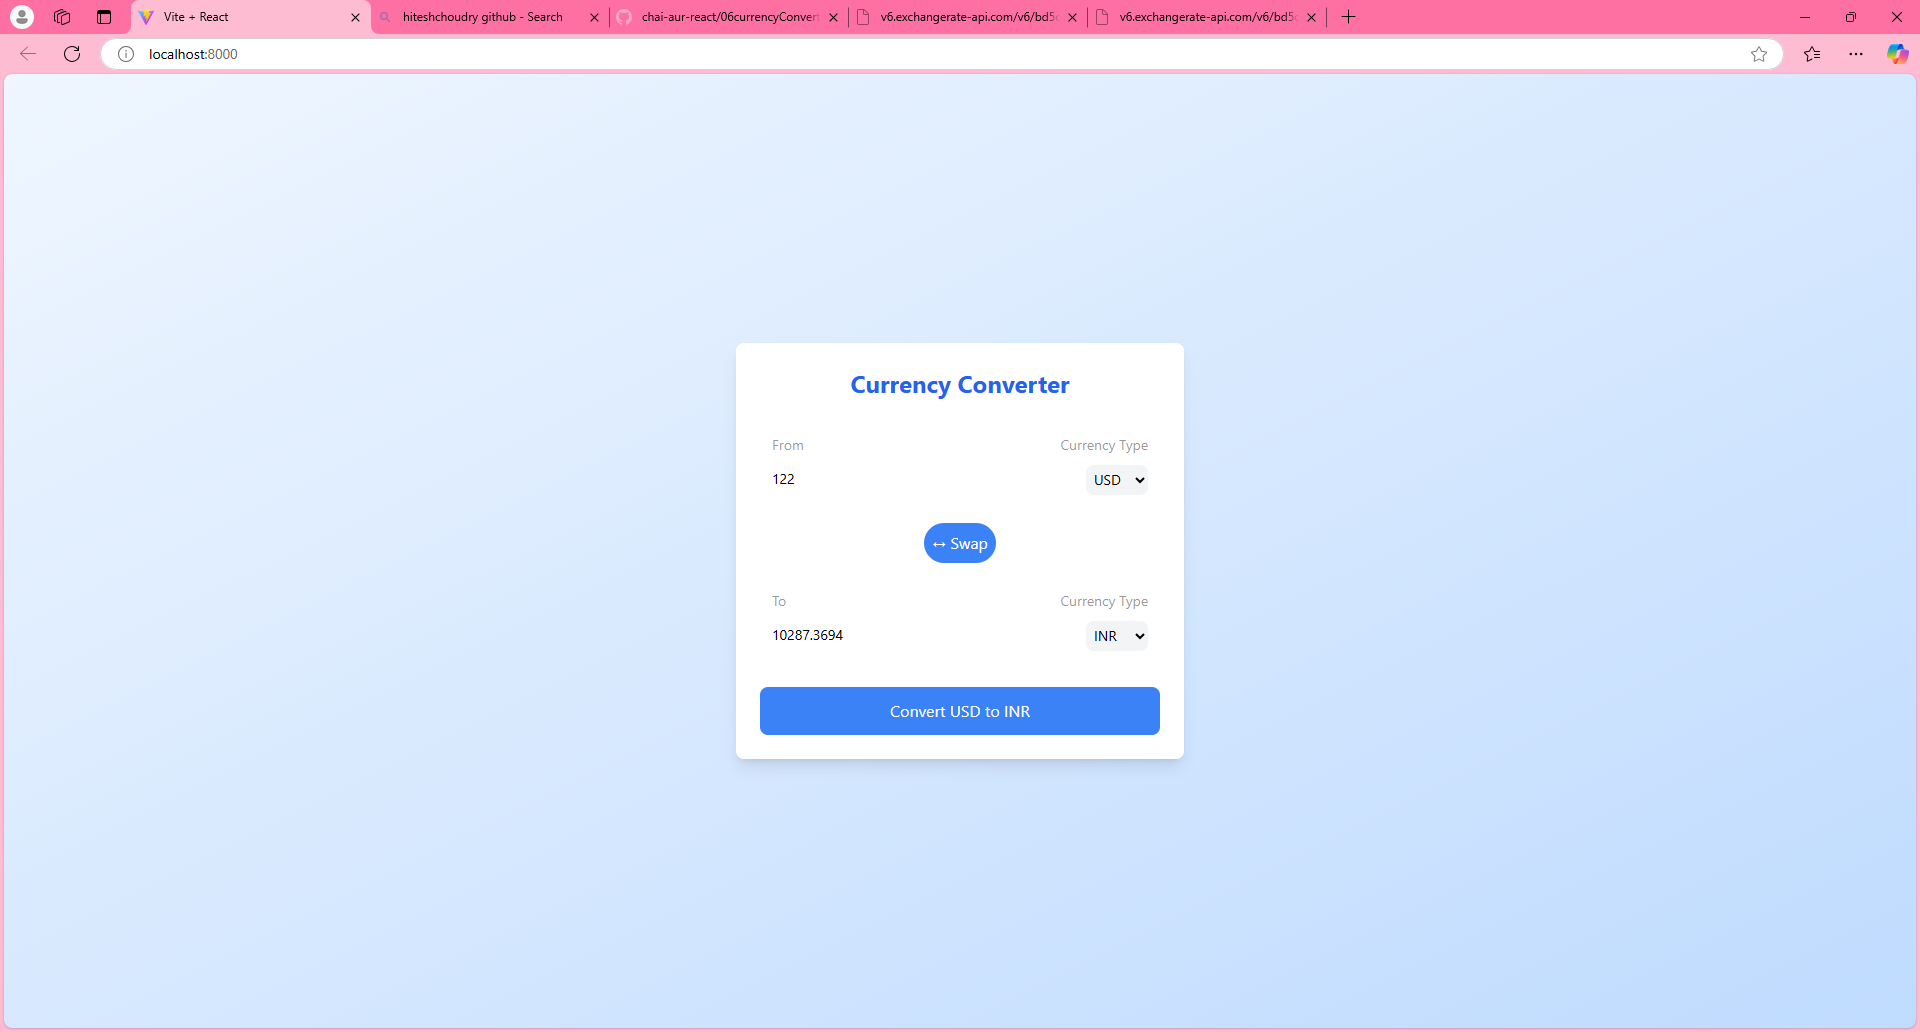 Vite + React
hiteshchoudry github - Search
chai-aur-react/06currencyConvert
v6.exchangerate-api.com/v6/bd5c
v6.exchangerate-api.com/v6/bd5c
localhost:8000
Currency Converter
From Currency Type
122 USD
↔ Swap
To Currency Type
10287.3694 INR
Convert USD to INR